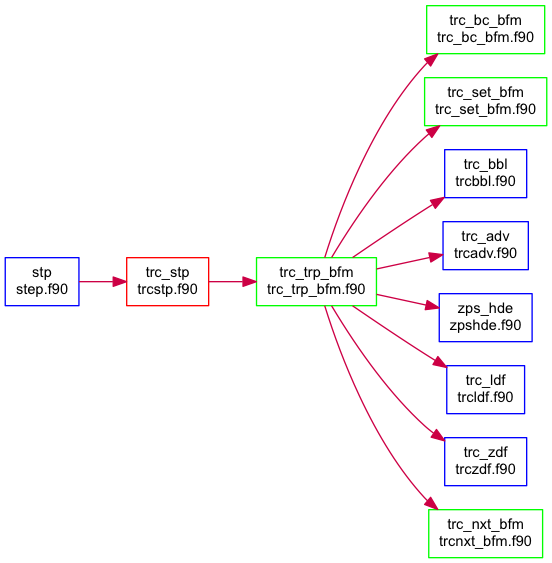 stp
step.f90
trc_stp
trcstp.f90
trc_trp_bfm
trc_trp_bfm.f90
trc_bc_bfm
trc_bc_bfm.f90
trc_set_bfm
trc_set_bfm.f90
trc_bbl
trcbbl.f90
trc_adv
trcadv.f90
zps_hde
zpshde.f90
trc_ldf
trcldf.f90
trc_zdf
trczdf.f90
trc_nxt_bfm
trcnxt_bfm.f90